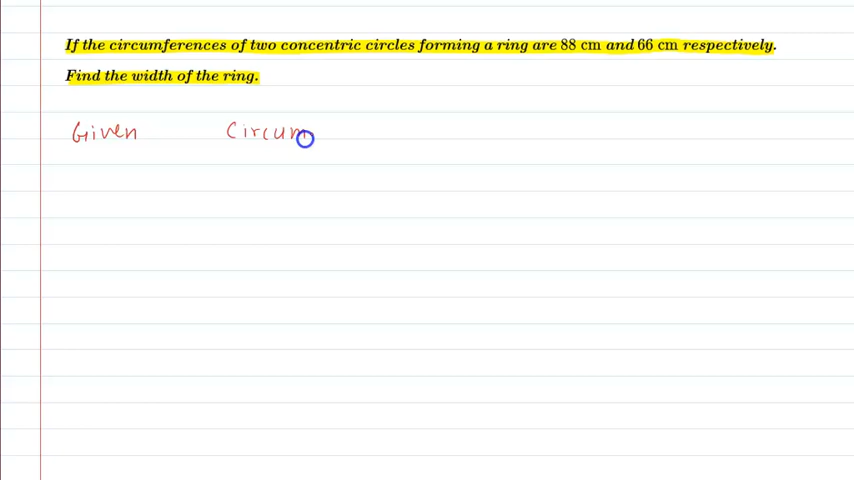 If the circumferences of two concentric circles forming a ring are 88 cm and 66 cm respectively.
Find the width of the ring.
Given Circum